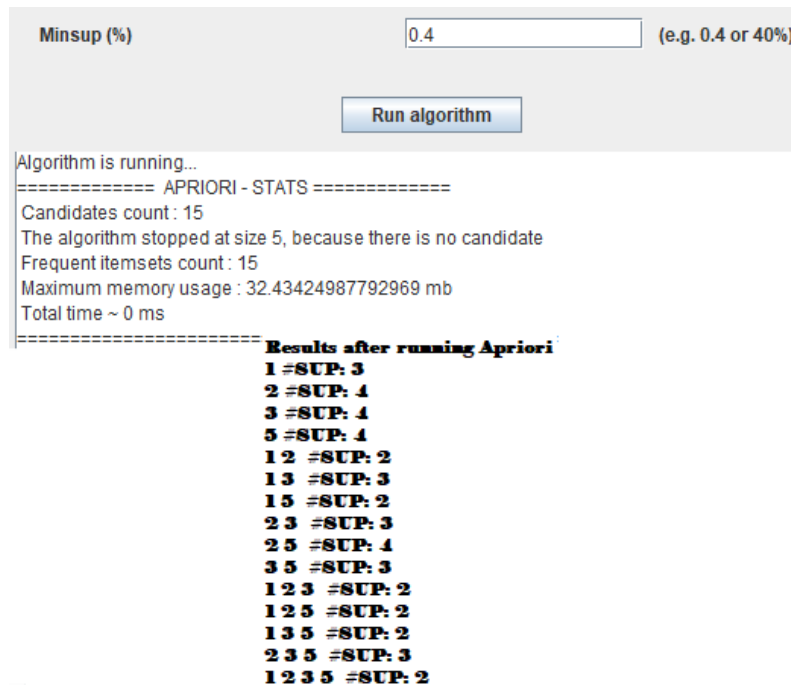 Minsup (%) 0.4 (e.g. 0.4 or 40%)
Run algorithm
Algorithm is running...
============= APRIORI - STATS =============
Candidates count : 15
The algorithm stopped at size 5, because there is no candidate
Frequent itemsets count : 15
Maximum memory usage : 32.43424987792969 mb
Total time ~ 0 ms
=======================
Results after running Apriori
1 #SUP: 3
2 #SUP: 4
3 #SUP: 4
5 #SUP: 4
1 2 #SUP: 2
1 3 #SUP: 3
1 5 #SUP: 2
2 3 #SUP: 3
2 5 #SUP: 4
3 5 #SUP: 3
1 2 3 #SUP: 2
1 2 5 #SUP: 2
1 3 5 #SUP: 2
2 3 5 #SUP: 3
1 2 3 5 #SUP: 2